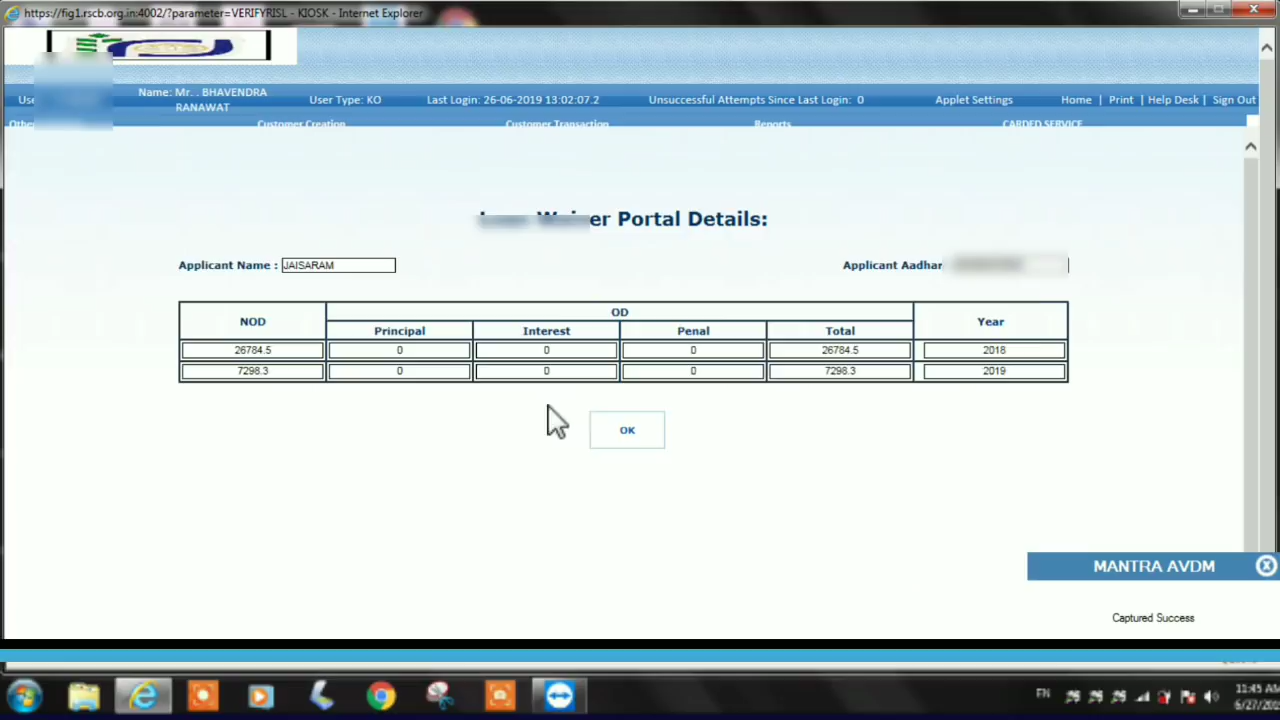 https://fig1.rscb.org.in:4002/?parameter=VERIFYRISL - KIOSK - Internet Explorer
Name: Mr. . BHAVENDRA RANAWAT User Type: KO Last Login: 26-06-2019 13:02:07.2 Unsuccessful Attempts Since Last Login: 0 Applet Settings Home | Print | Help Desk | Sign Out
Customer Creation Customer Transaction Reports CARDED SERVICE
Portal Details:
Applicant Name : JAISARAM Applicant Aadhar
NOD OD Year
Principal Interest Penal Total
26784.5 0 0 0 26784.5 2018
7298.3 0 0 0 7298.3 2019
OK
MANTRA AVDM
Captured Success
11:45 AM